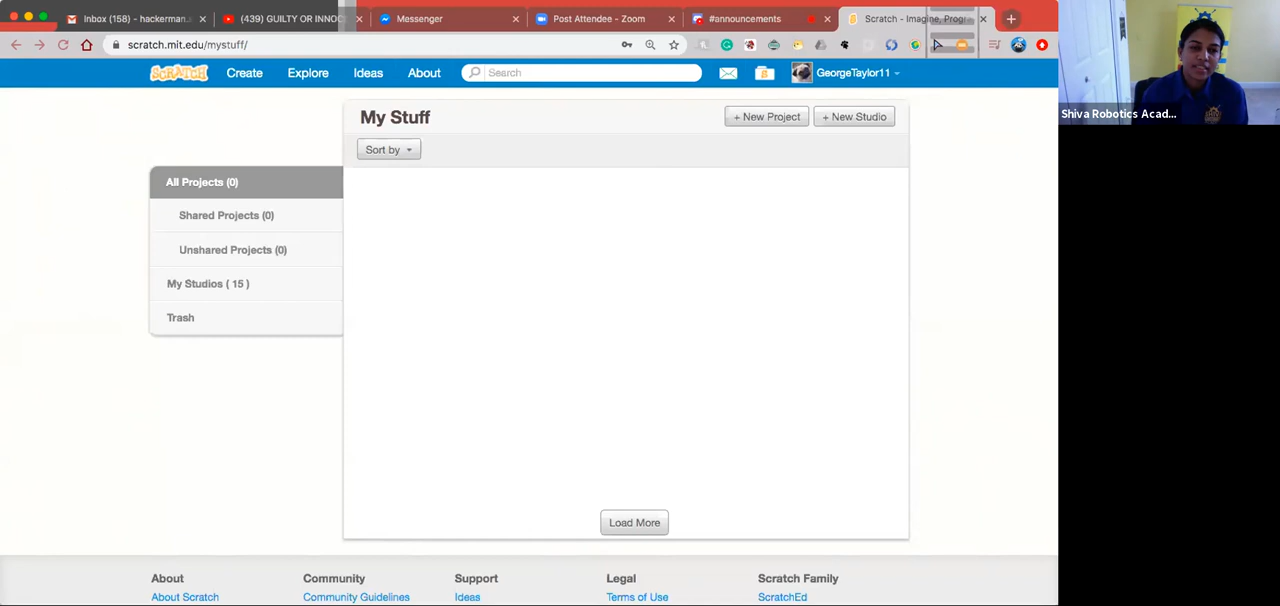 Inbox (158) - hackerman.s
(439) GUILTY OR INNOC
Messenger
Post Attendee - Zoom
#announcements
Scratch - Imagine, Prog
scratch.mit.edu/mystuff/
SCRATCH
Create
Explore
Ideas
About
Search
GeorgeTaylor11
Shiva Robotics Acad...
My Stuff
+ New Project
+ New Studio
Sort by
All Projects (0)
Shared Projects (0)
Unshared Projects (0)
My Studios ( 15 )
Trash
Load More
About
Community
Support
Legal
Scratch Family
About Scratch
Community Guidelines
Ideas
Terms of Use
ScratchEd